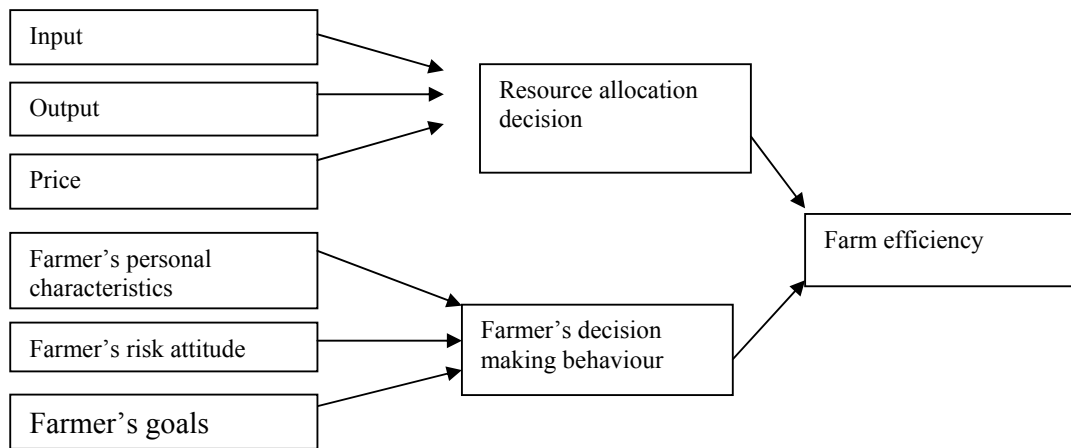 Input
Output
Price
Resource allocation
decision
Farm efficiency
Farmer’s personal
characteristics
Farmer’s risk attitude
Farmer’s goals
Farmer’s decision
making behaviour